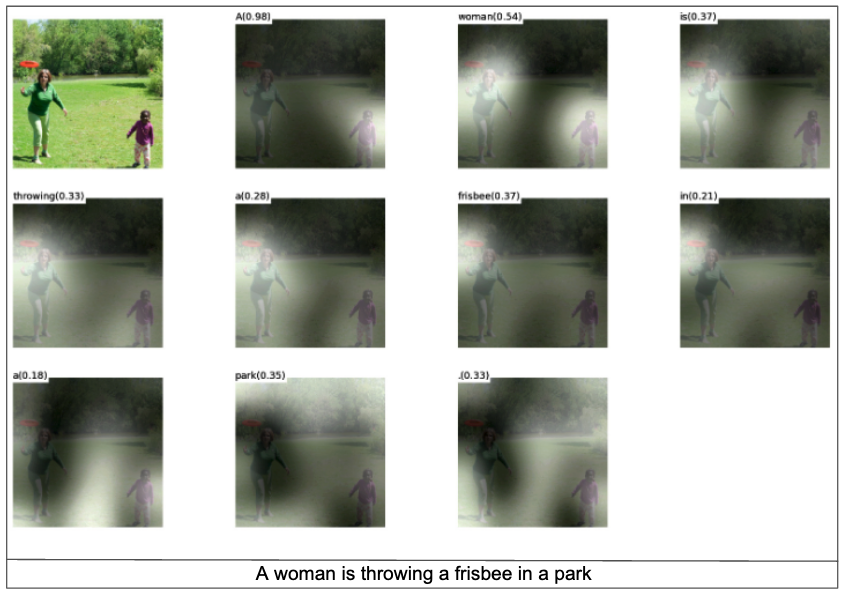 A(0.98) woman(0.54) is(0.37)
throwing(0.33) a(0.28) frisbee(0.37) in(0.21)
a(0.18) park(0.35) .(0.33)
A woman is throwing a frisbee in a park